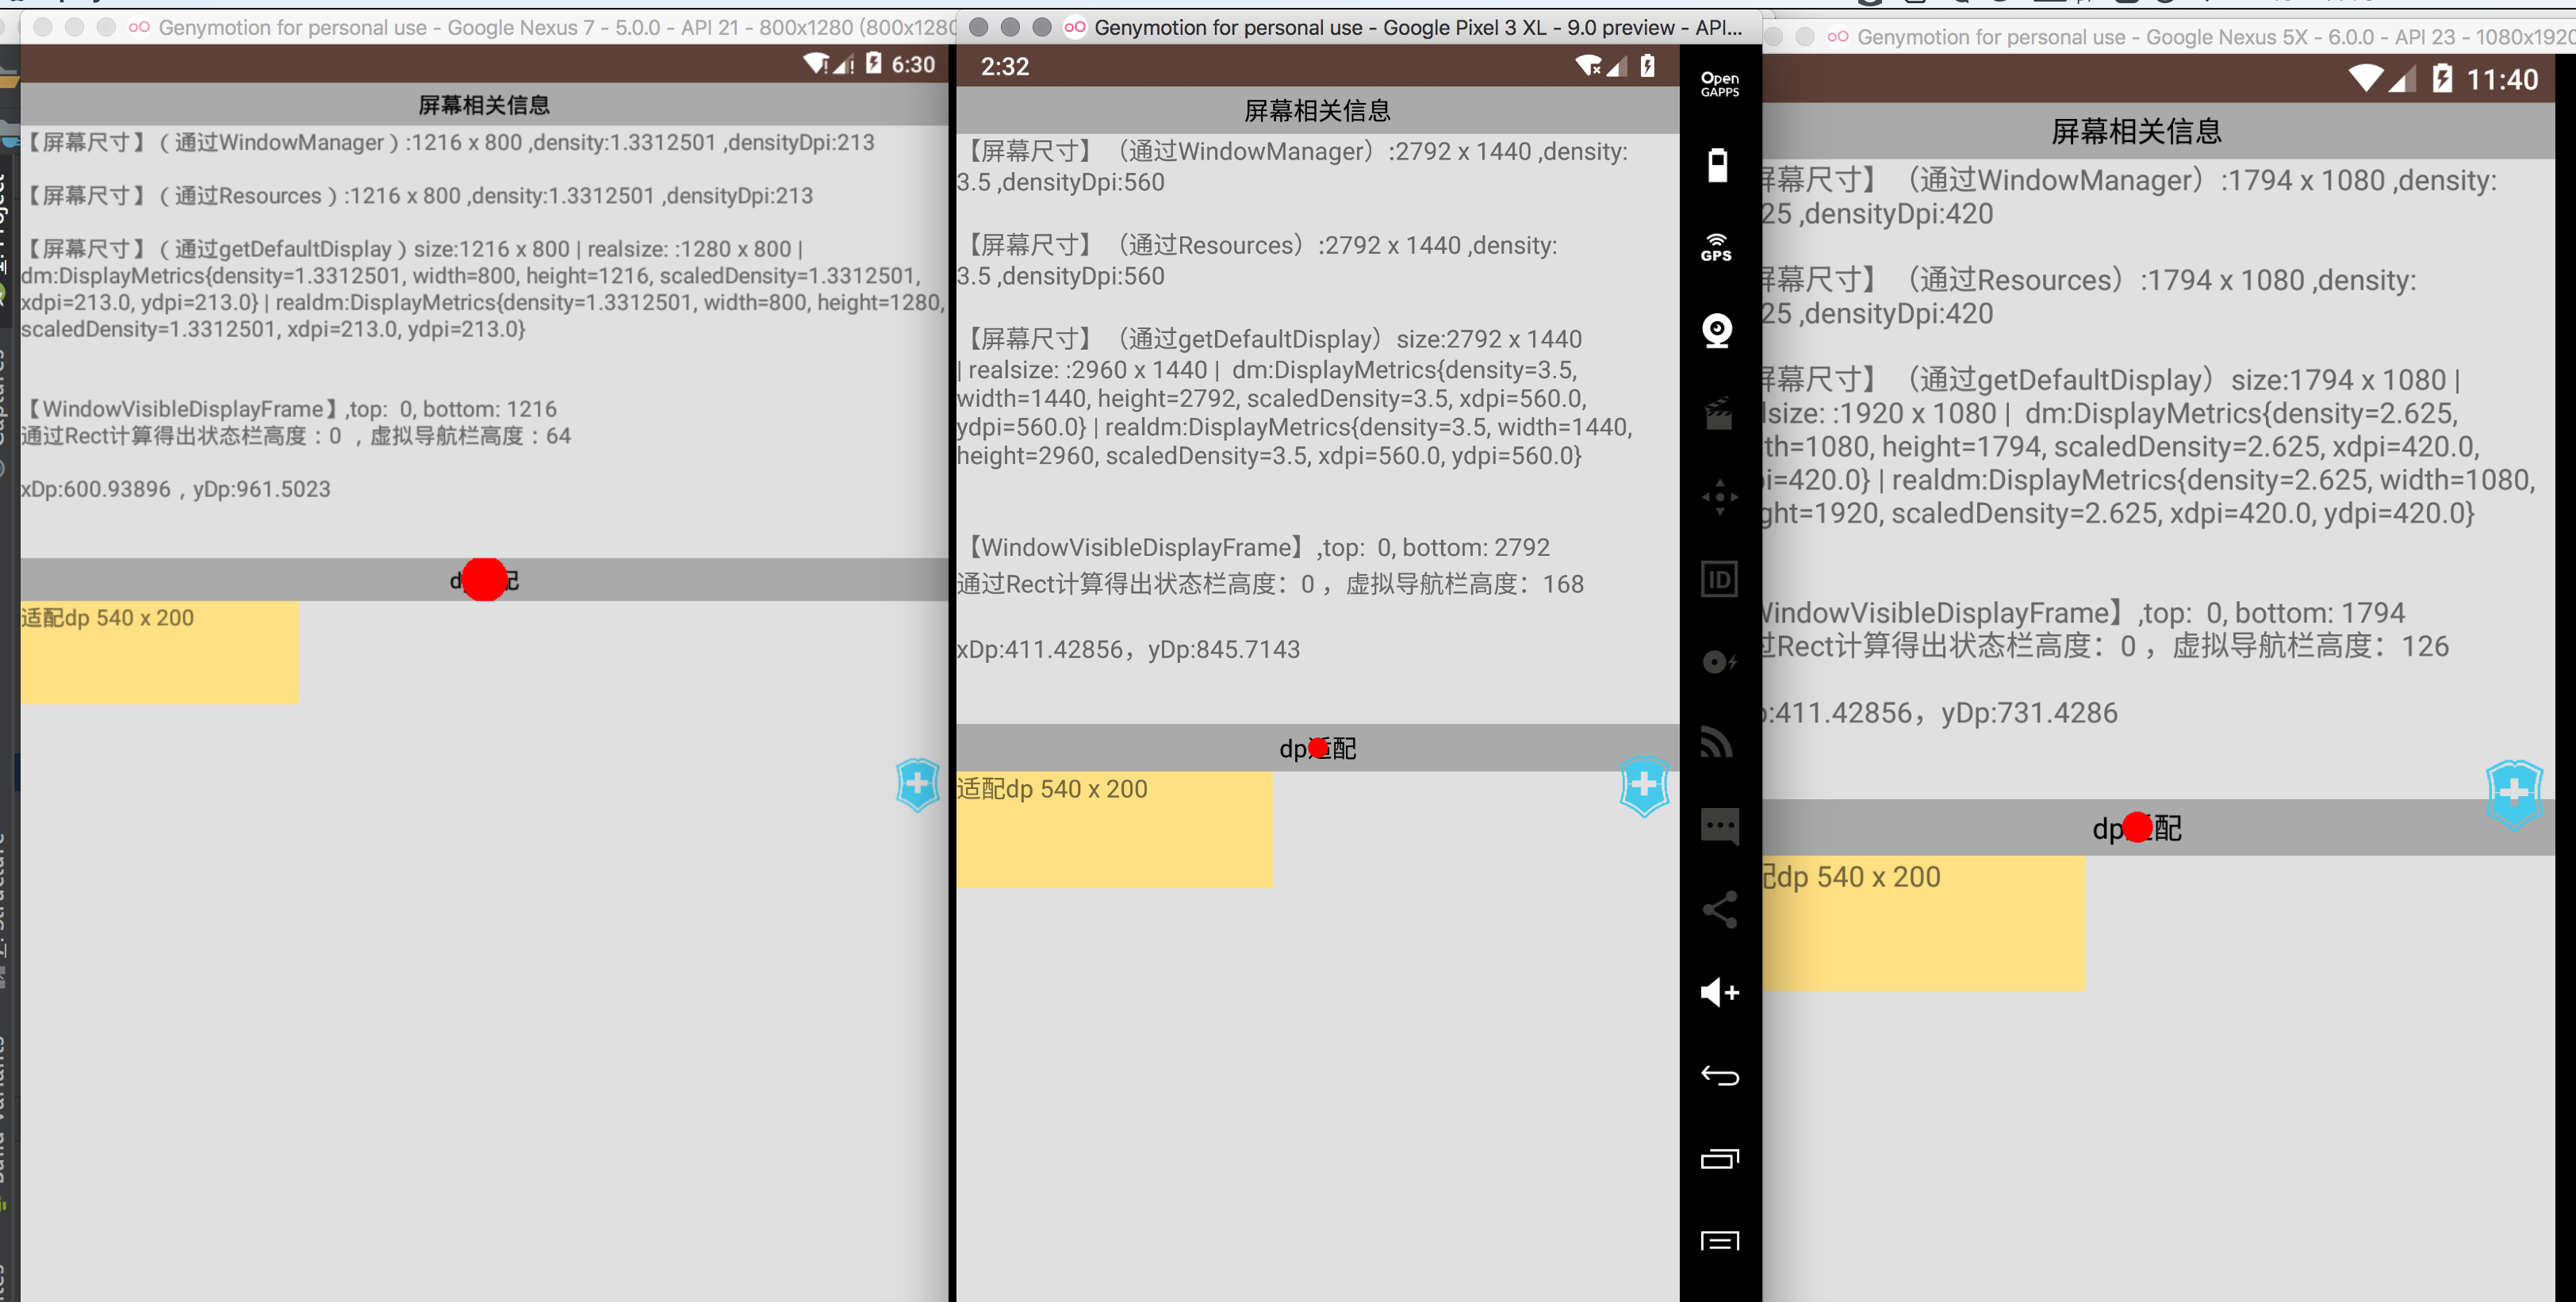 Genymotion for personal use - Google Nexus 7 - 5.0.0 - API 21 - 800x1280 (800x128
6:30
屏幕相关信息
【屏幕尺寸】(通过WindowManager):1216 x 800 ,density:1.3312501 ,densityDpi:213
【屏幕尺寸】(通过Resources):1216 x 800 ,density:1.3312501 ,densityDpi:213
【屏幕尺寸】(通过getDefaultDisplay) size:1216 x 800 | realsize: :1280 x 800 |
dm:DisplayMetrics{density=1.3312501, width=800, height=1216, scaledDensity=1.3312501,
xdpi=213.0, ydpi=213.0} | realdm:DisplayMetrics{density=1.3312501, width=800, height=1280,
scaledDensity=1.3312501, xdpi=213.0, ydpi=213.0}
【WindowVisibleDisplayFrame】,top:  0, bottom: 1216
通过Rect计算得出状态栏高度：0 ，虚拟导航栏高度：64
xDp:600.93896，yDp:961.5023
d 配
适配dp 540 x 200
Genymotion for personal use - Google Pixel 3 XL - 9.0 preview - API...
2:32
屏幕相关信息
【屏幕尺寸】（通过WindowManager）:2792 x 1440 ,density:
3.5 ,densityDpi:560
【屏幕尺寸】（通过Resources）:2792 x 1440 ,density:
3.5 ,densityDpi:560
【屏幕尺寸】（通过getDefaultDisplay）size:2792 x 1440
| realsize: :2960 x 1440 |  dm:DisplayMetrics{density=3.5,
width=1440, height=2792, scaledDensity=3.5, xdpi=560.0,
ydpi=560.0} | realdm:DisplayMetrics{density=3.5, width=1440,
height=2960, scaledDensity=3.5, xdpi=560.0, ydpi=560.0}
【WindowVisibleDisplayFrame】,top:  0, bottom: 2792
通过Rect计算得出状态栏高度：0 ，虚拟导航栏高度：168
xDp:411.42856，yDp:845.7143
dp适配
适配dp 540 x 200
Open
GAPPS
GPS
ID
Genymotion for personal use - Google Nexus 5X - 6.0.0 - API 23 - 1080x1920
11:40
屏幕相关信息
屏幕尺寸】（通过WindowManager）:1794 x 1080 ,density:
25 ,densityDpi:420
屏幕尺寸】（通过Resources）:1794 x 1080 ,density:
25 ,densityDpi:420
屏幕尺寸】（通过getDefaultDisplay）size:1794 x 1080 |
lsize: :1920 x 1080 |  dm:DisplayMetrics{density=2.625,
th=1080, height=1794, scaledDensity=2.625, xdpi=420.0,
i=420.0} | realdm:DisplayMetrics{density=2.625, width=1080,
ght=1920, scaledDensity=2.625, xdpi=420.0, ydpi=420.0}
WindowVisibleDisplayFrame】,top:  0, bottom: 1794
过Rect计算得出状态栏高度：0 ，虚拟导航栏高度：126
p:411.42856，yDp:731.4286
dp 配
配dp 540 x 200